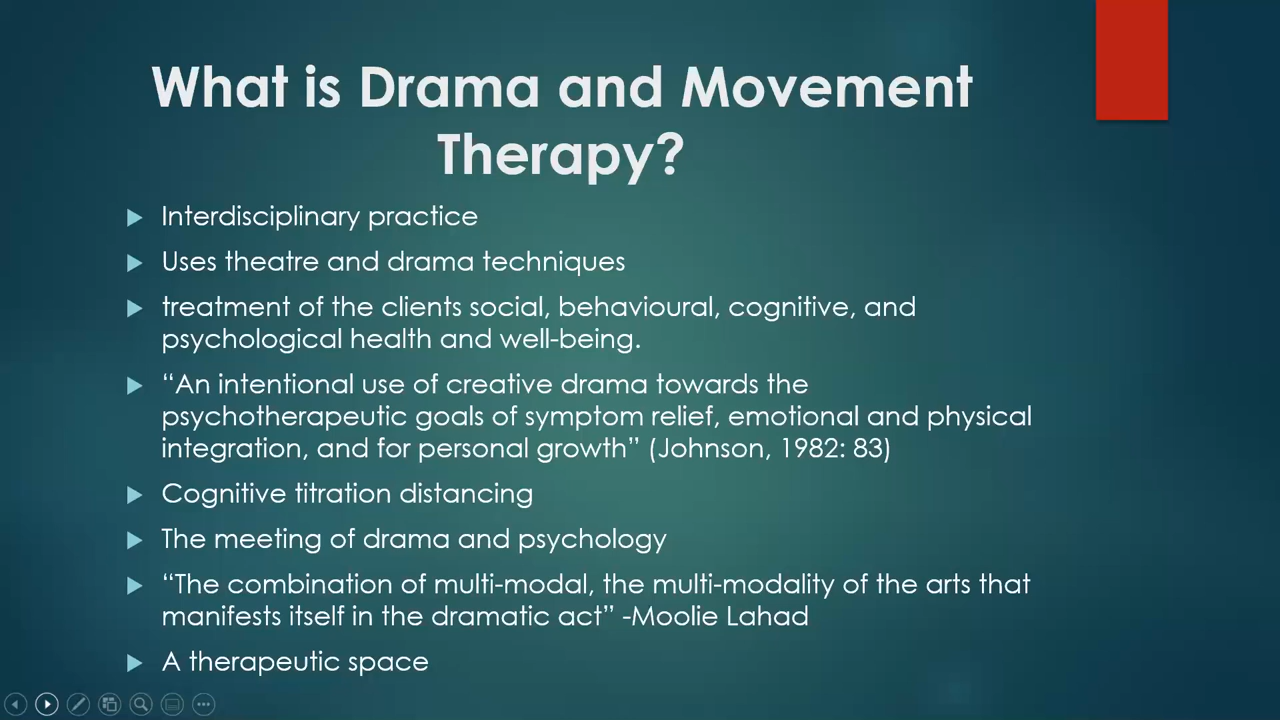 What is Drama and Movement
Therapy?
Interdisciplinary practice
Uses theatre and drama techniques
treatment of the clients social, behavioural, cognitive, and
psychological health and well-being.
“An intentional use of creative drama towards the
psychotherapeutic goals of symptom relief, emotional and physical
integration, and for personal growth” (Johnson, 1982: 83)
Cognitive titration distancing
The meeting of drama and psychology
“The combination of multi-modal, the multi-modality of the arts that
manifests itself in the dramatic act” -Moolie Lahad
A therapeutic space